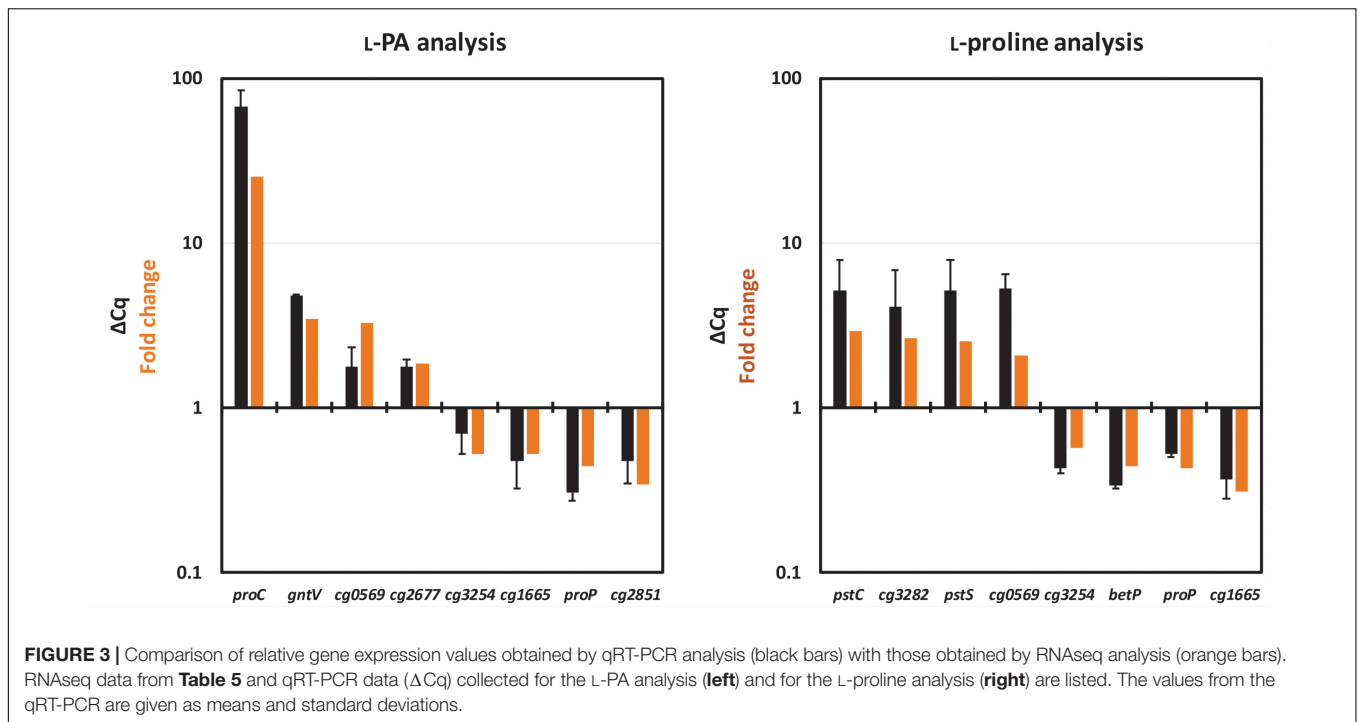 L-PA analysis
100
10
1
0.1
ΔCq
Fold change
proC gntV cg0569 cg2677 cg3254 cg1665 proP cg2851
L-proline analysis
100
10
1
0.1
ΔCq
Fold change
pstC cg3282 pstS cg0569 cg3254 betP proP cg1665
FIGURE 3 | Comparison of relative gene expression values obtained by qRT-PCR analysis (black bars) with those obtained by RNAseq analysis (orange bars).
RNAseq data from Table 5 and qRT-PCR data (ΔCq) collected for the L-PA analysis (left) and for the L-proline analysis (right) are listed. The values from the
qRT-PCR are given as means and standard deviations.